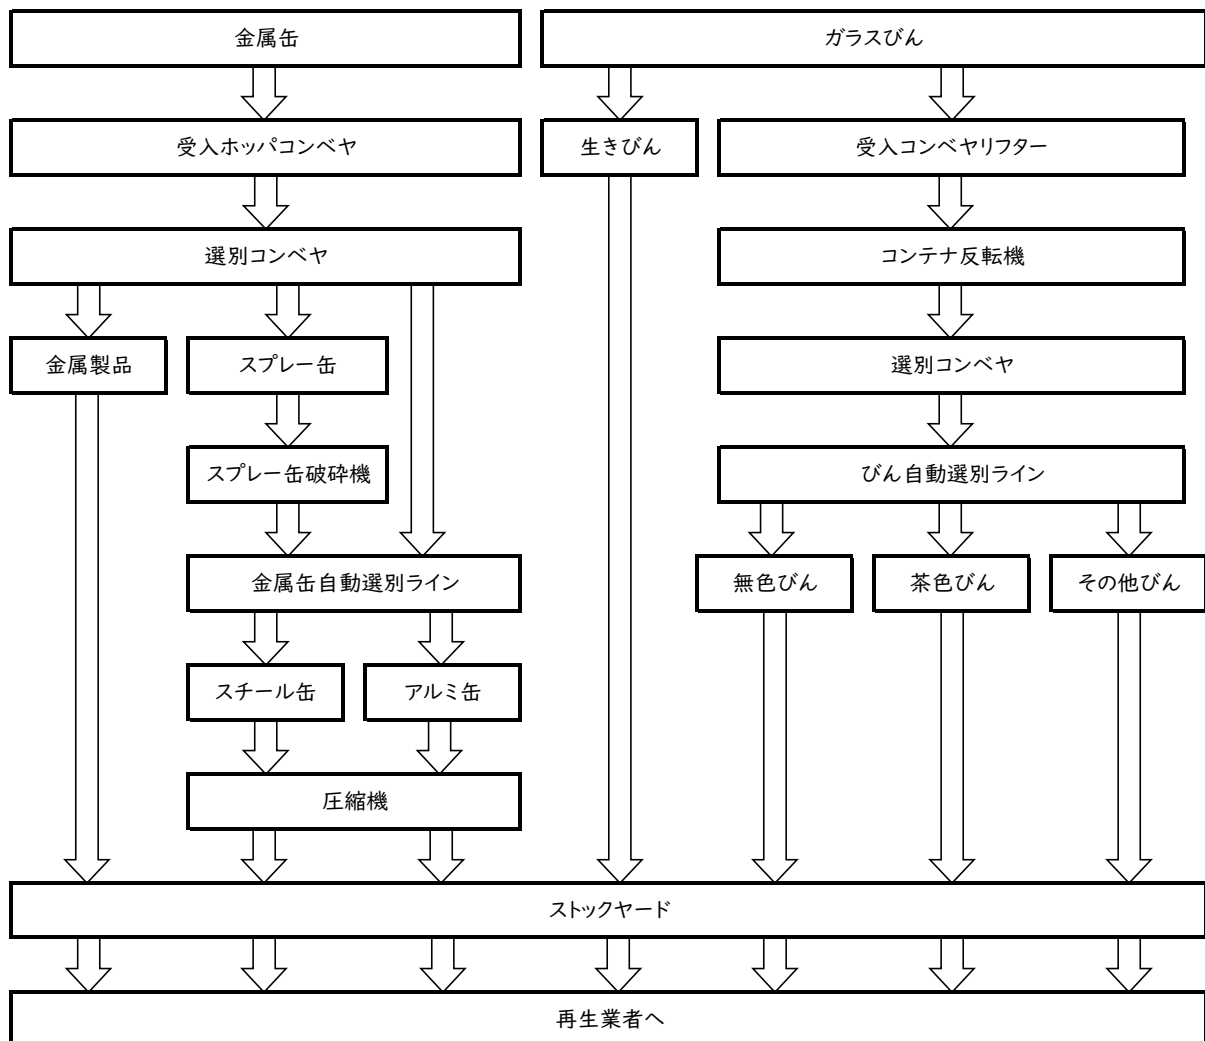 金属缶
ガラスびん
受入ホッパコンベヤ
生きびん
受入コンベヤリフター
選別コンベヤ
コンテナ反転機
金属製品
スプレー缶
選別コンベヤ
スプレー缶破砕機
びん自動選別ライン
金属缶自動選別ライン
無色びん
茶色びん
その他びん
スチール缶
アルミ缶
圧縮機
ストックヤード
再生業者へ